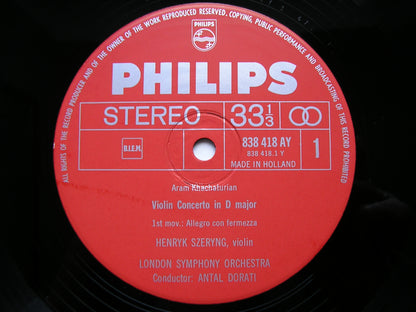 ALL RIGHTS OF THE RECORD PRODUCER AND OF THE OWNER OF THE WORK REPRODUCED RESERVED. COPYING, PUBLIC PERFORMANCE AND BROADCASTING OF THIS RECORD PROHIBITED
PHILIPS
PHILIPS
STEREO 33 1/3
B.I.E.M.
838 418 AY
838 418.1 Y
MADE IN HOLLAND
1
Aram Khachaturian
Violin Concerto in D major
1st mov.: Allegro con fermezza
HENRYK SZERYNG, violin
LONDON SYMPHONY ORCHESTRA
Conductor: ANTAL DORATI